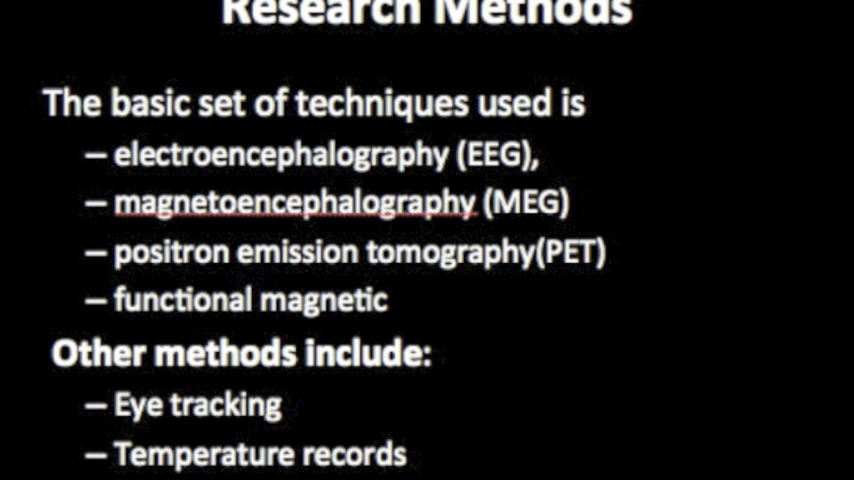 Research Methods
The basic set of techniques used is
– electroencephalography (EEG),
– magnetoencephalography (MEG)
– positron emission tomography(PET)
– functional magnetic
Other methods include:
– Eye tracking
– Temperature records